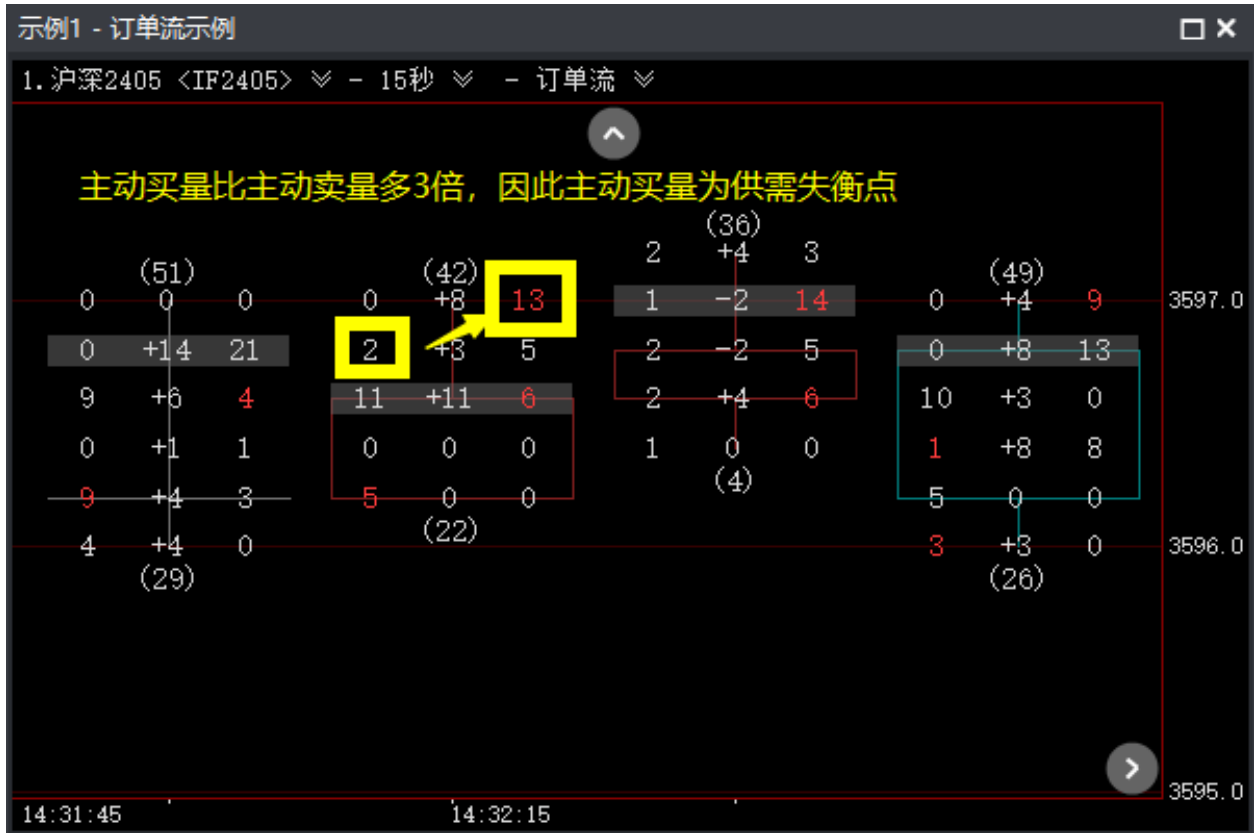 示例1 - 订单流示例
1.沪深2405 <IF2405> - 15秒 - 订单流
主动买量比主动卖量多3倍，因此主动买量为供需失衡点
(36)
2 +4 3
(51) (42) (49)
0 0 0 0 +8 13 1 -2 14 0 +4 9 3597.0
0 +14 21 2 +3 5 2 -2 5 0 +8 13
9 +6 4 11 +11 6 2 +4 6 10 +3 0
0 +1 1 0 0 0 1 0 0 1 +8 8
(4)
9 +4 3 5 0 0 5 0 0
(22)
4 +4 0 3 +3 0 3596.0
(29) (26)
3595.0
14:31:45 14:32:15